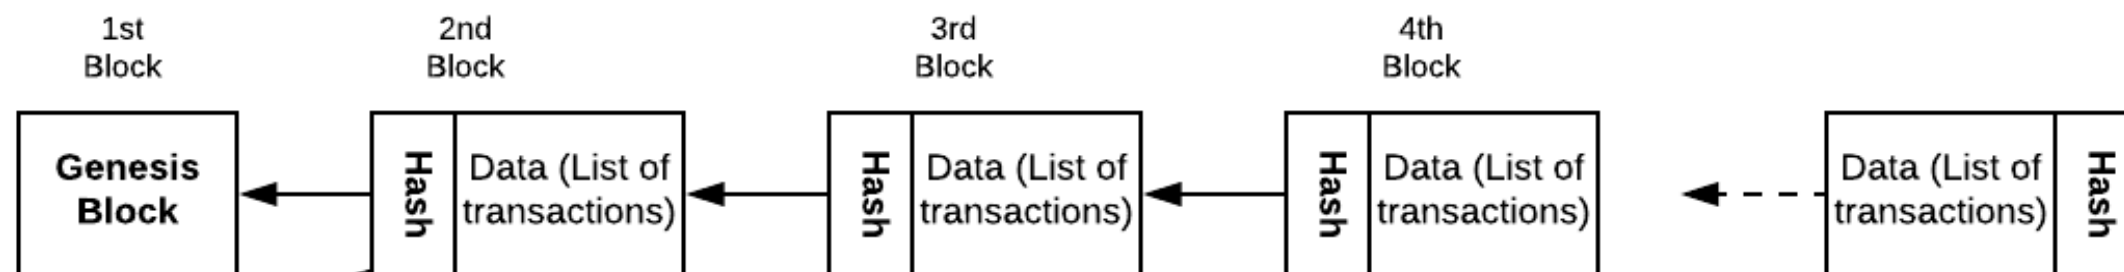 1st
Block
2nd
Block
3rd
Block
4th
Block
Genesis
Block
Hash
Data (List of
transactions)
Hash
Data (List of
transactions)
Hash
Data (List of
transactions)
Data (List of
transactions)
Hash